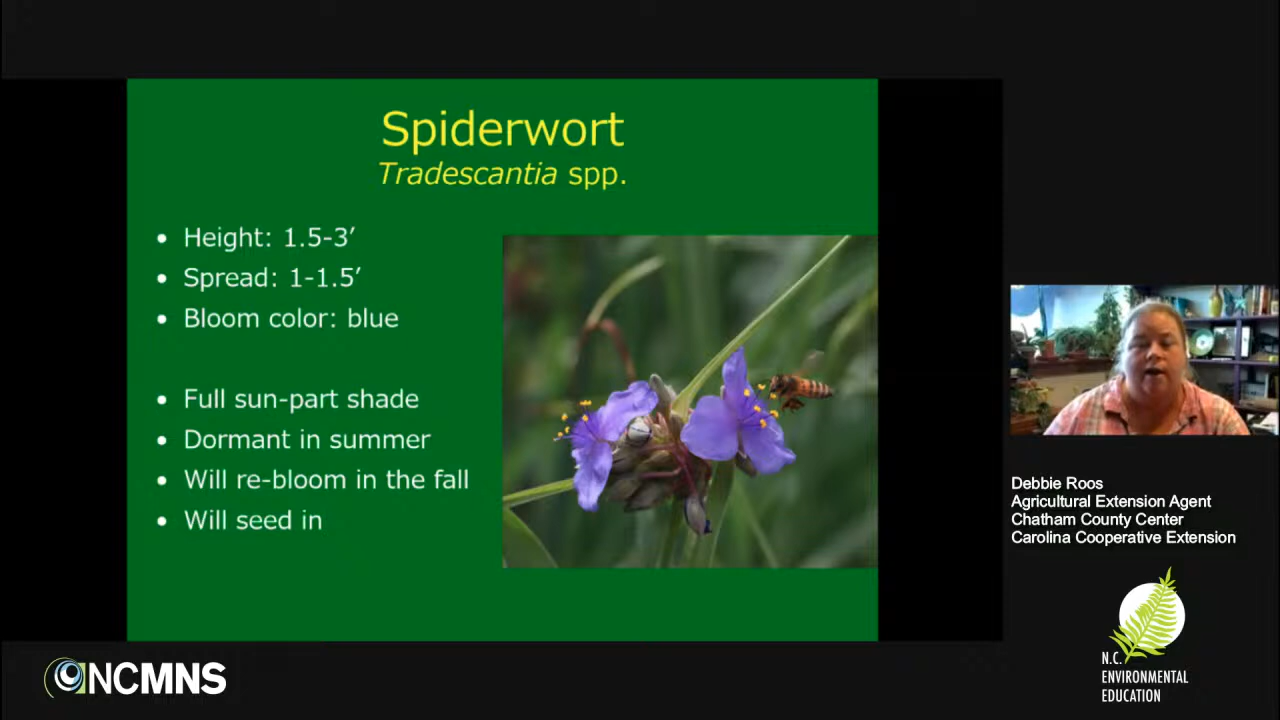 Spiderwort
Tradescantia spp.
• Height: 1.5-3′
• Spread: 1-1.5′
• Bloom color: blue
• Full sun-part shade
• Dormant in summer
• Will re-bloom in the fall
• Will seed in
Debbie Roos
Agricultural Extension Agent
Chatham County Center
Carolina Cooperative Extension
NCMNS
N.C.
ENVIRONMENTAL
EDUCATION